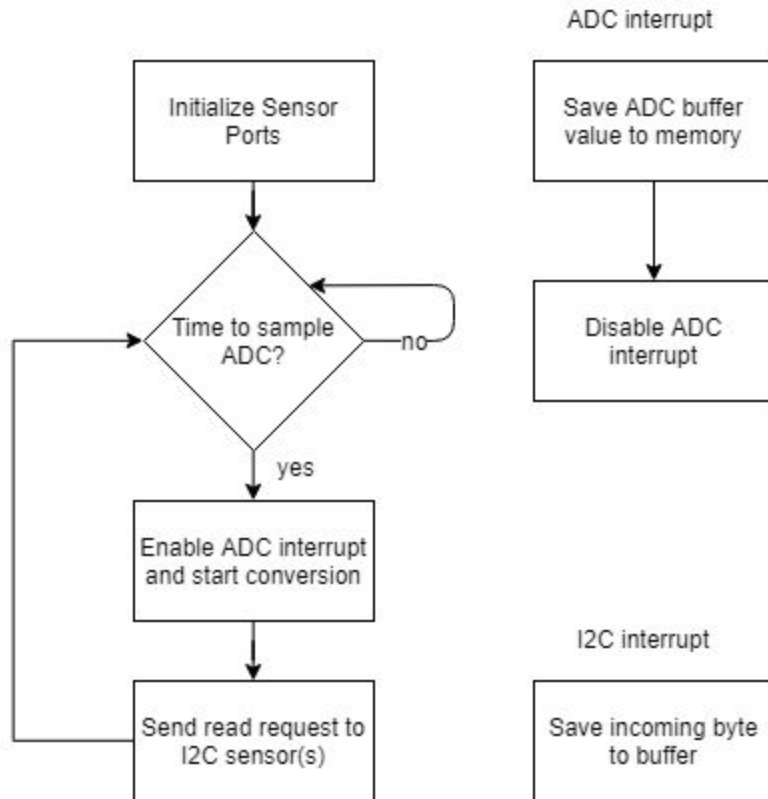 ADC interrupt
Initialize Sensor
Ports
Save ADC buffer
value to memory
Time to sample
ADC?
no
Disable ADC
interrupt
yes
Enable ADC interrupt
and start conversion
I2C interrupt
Send read request to
I2C sensor(s)
Save incoming byte
to buffer